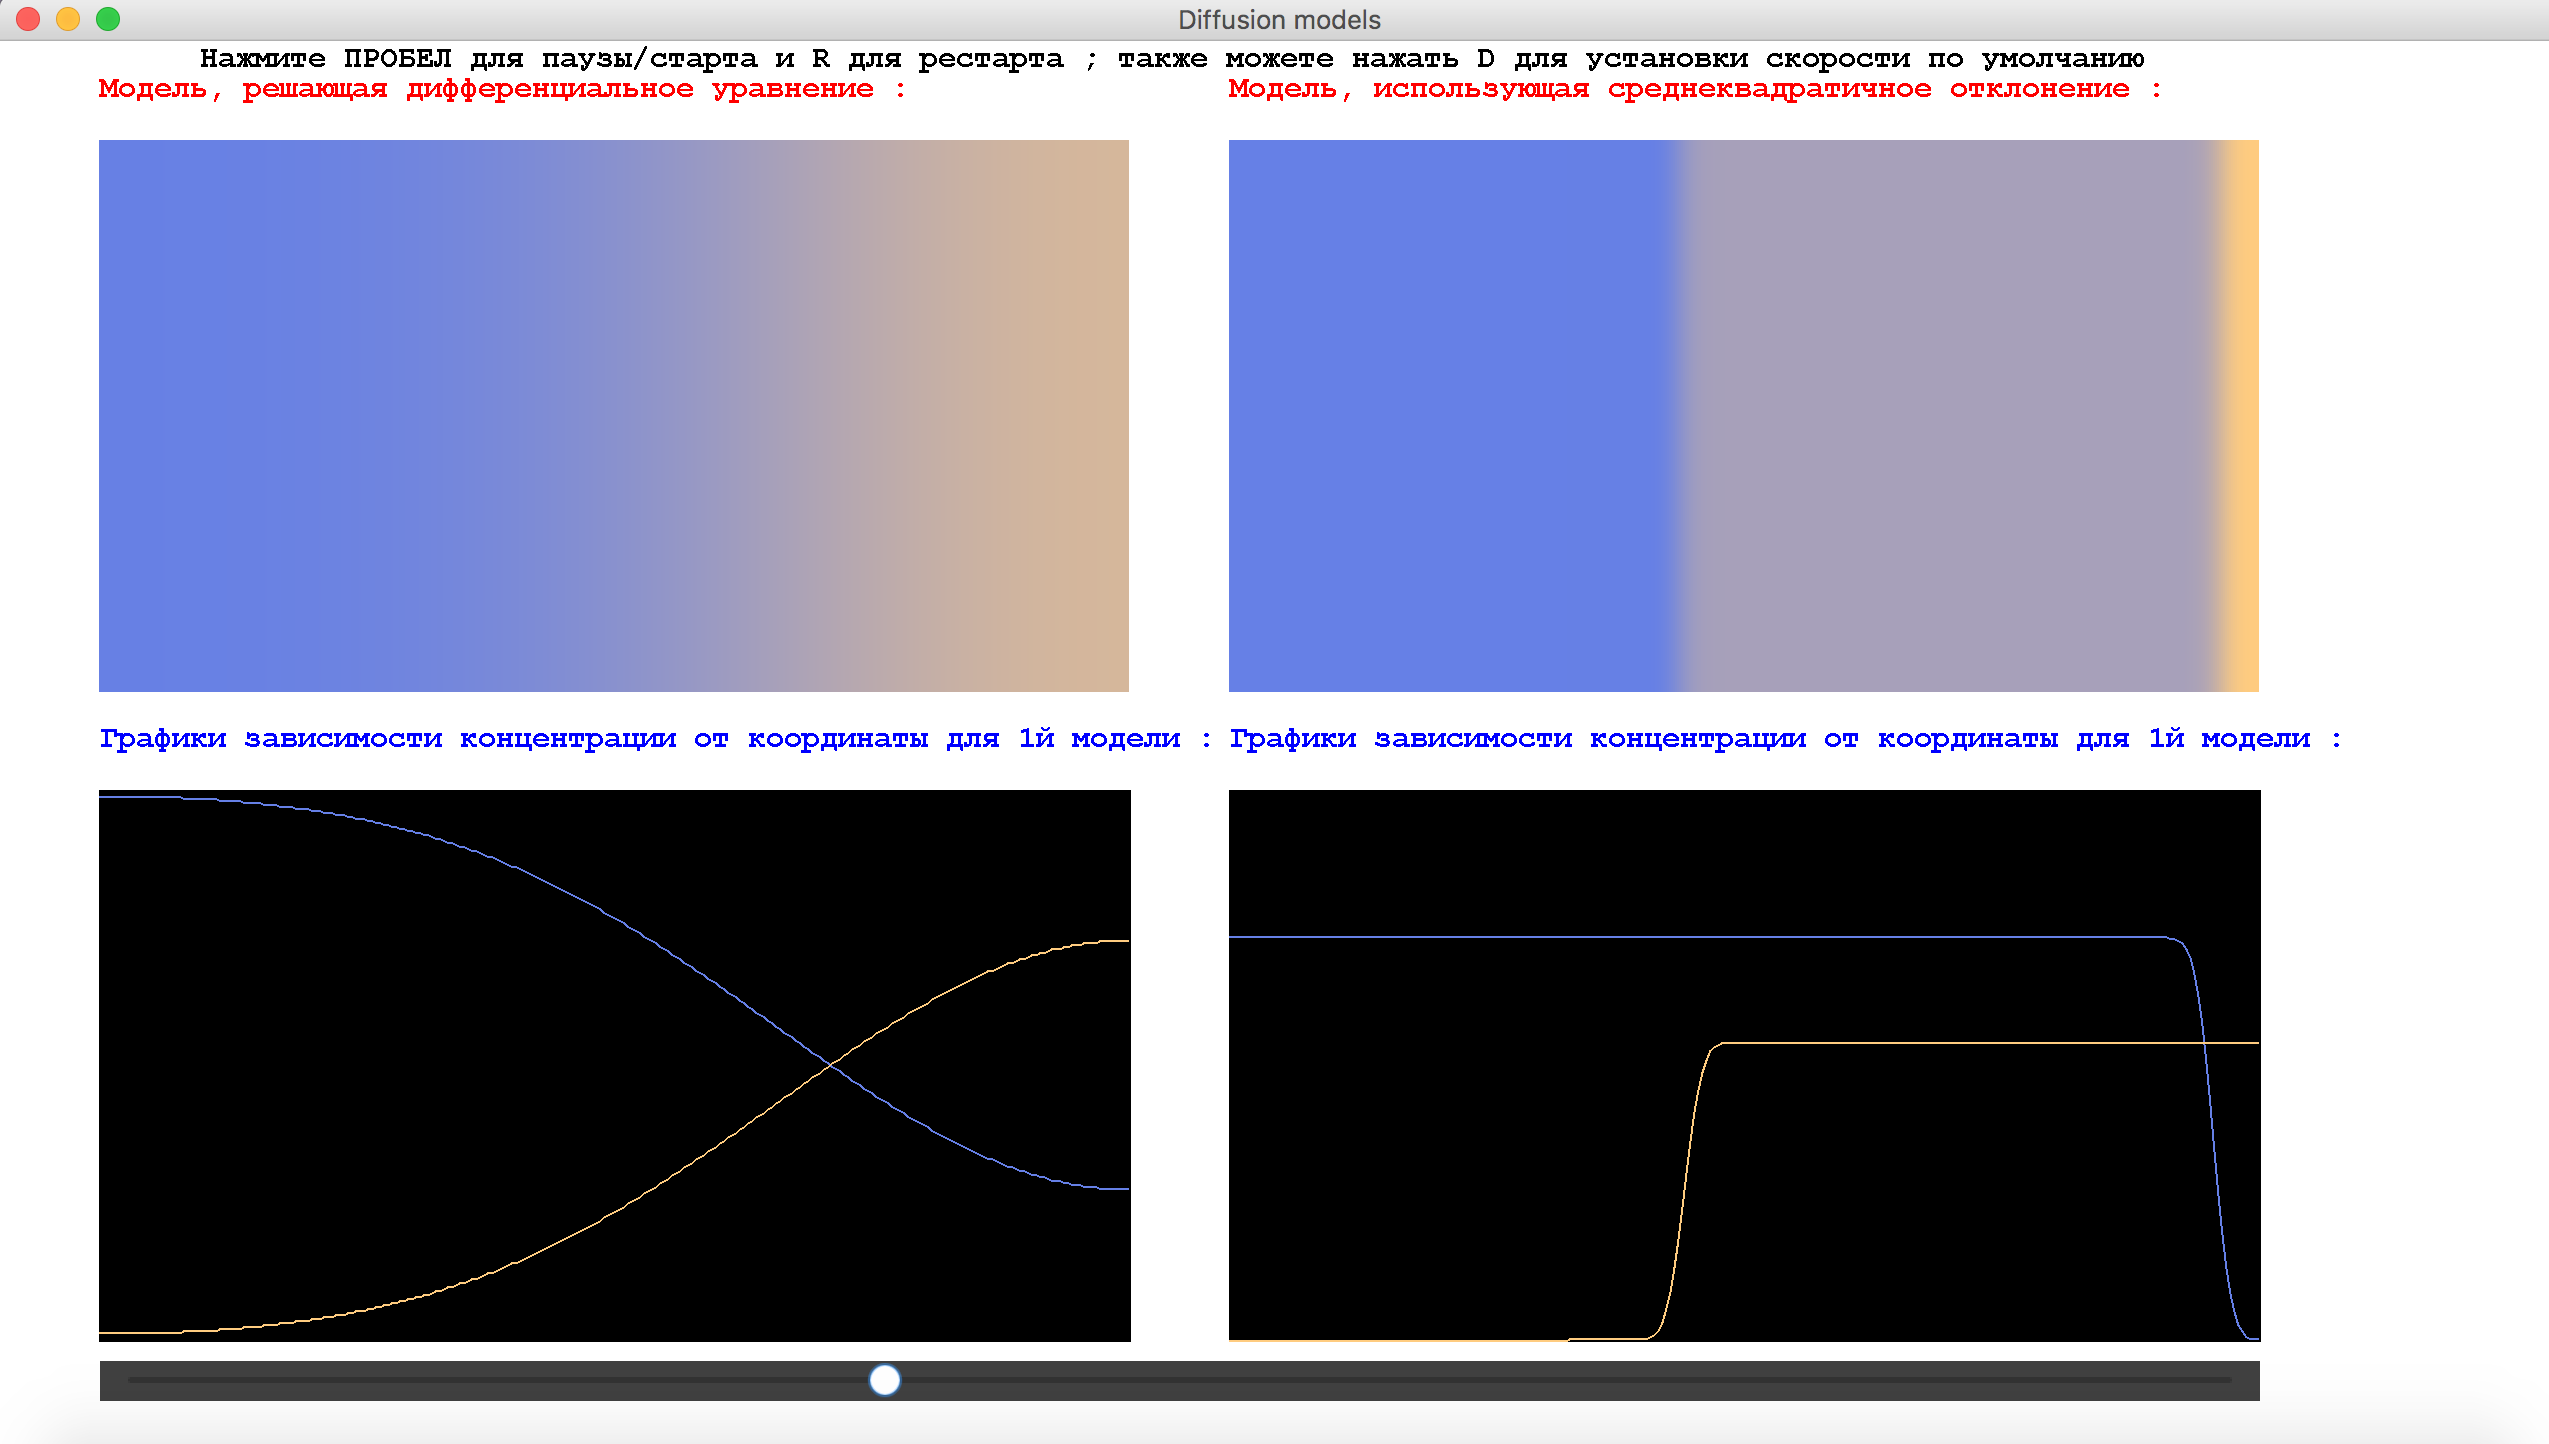 Diffusion models
Нажмите ПРОБЕЛ для паузы/старта и R для рестарта ; также можете нажать D для установки скорости по умолчанию
Модель, решающая дифференциальное уравнение :
Модель, использующая среднеквадратичное отклонение :
Графики зависимости концентрации от координаты для 1й модели :
Графики зависимости концентрации от координаты для 1й модели :